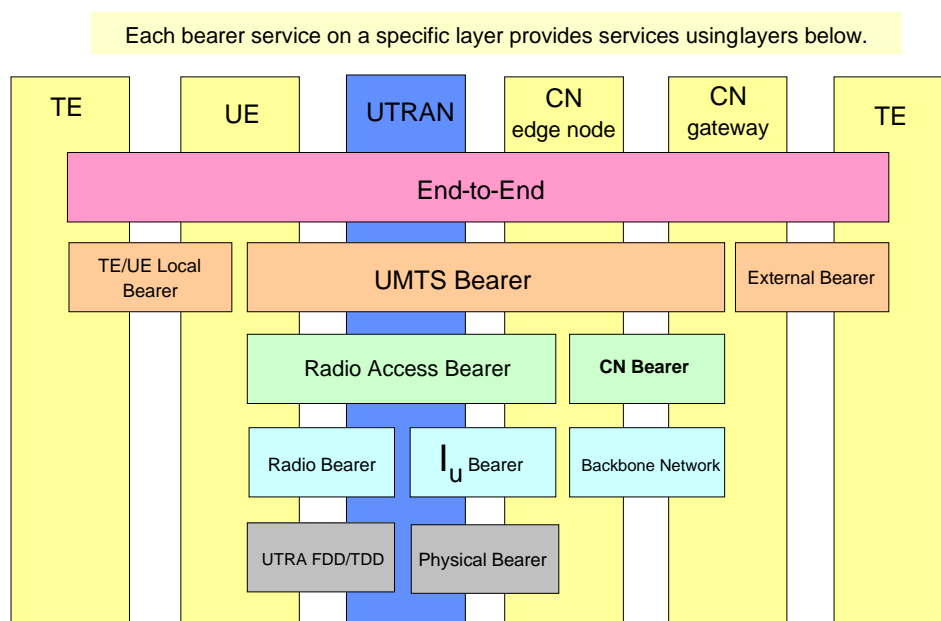 Each bearer service on a specific layer provides services usinglayers below.
TE
UE
UTRAN
CN
edge node
CN
gateway
TE
End-to-End
TE/UE Local
Bearer
UMTS Bearer
External Bearer
Radio Access Bearer
CN Bearer
Radio Bearer
Iu Bearer
Backbone Network
UTRA FDD/TDD
Physical Bearer